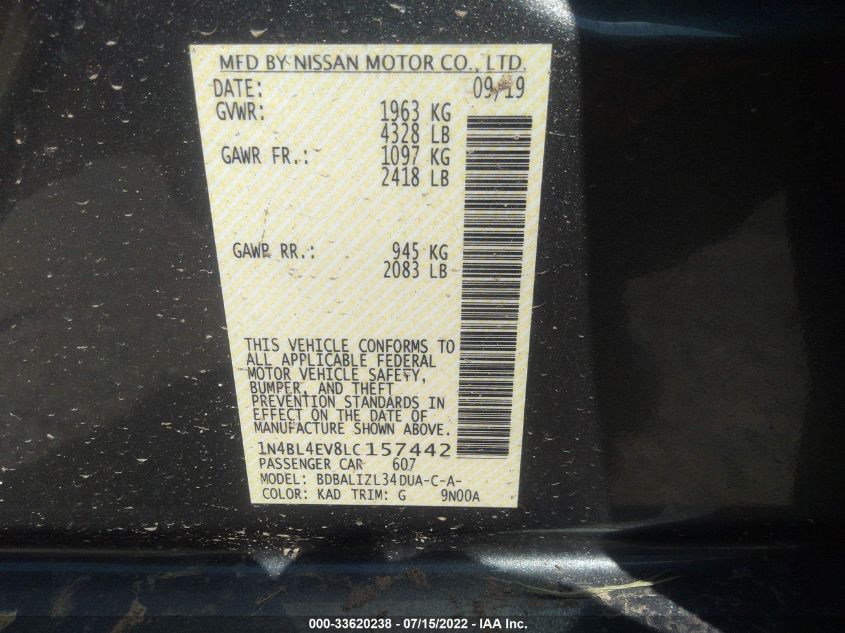 MFD BY NISSAN MOTOR CO., LTD.
DATE: 09/19
GVWR: 1963 KG
4328 LB
GAWR FR.: 1097 KG
2418 LB
GAWR RR.: 945 KG
2083 LB
THIS VEHICLE CONFORMS TO
ALL APPLICABLE FEDERAL
MOTOR VEHICLE SAFETY,
BUMPER, AND THEFT
PREVENTION STANDARDS IN
EFFECT ON THE DATE OF
MANUFACTURE SHOWN ABOVE.
1N4BL4EV8LC157442
PASSENGER CAR 607
MODEL: BDBALIZL34DUA-C-A-
COLOR: KAD TRIM: G 9N00A
000-33620238 - 07/15/2022 - IAA Inc.